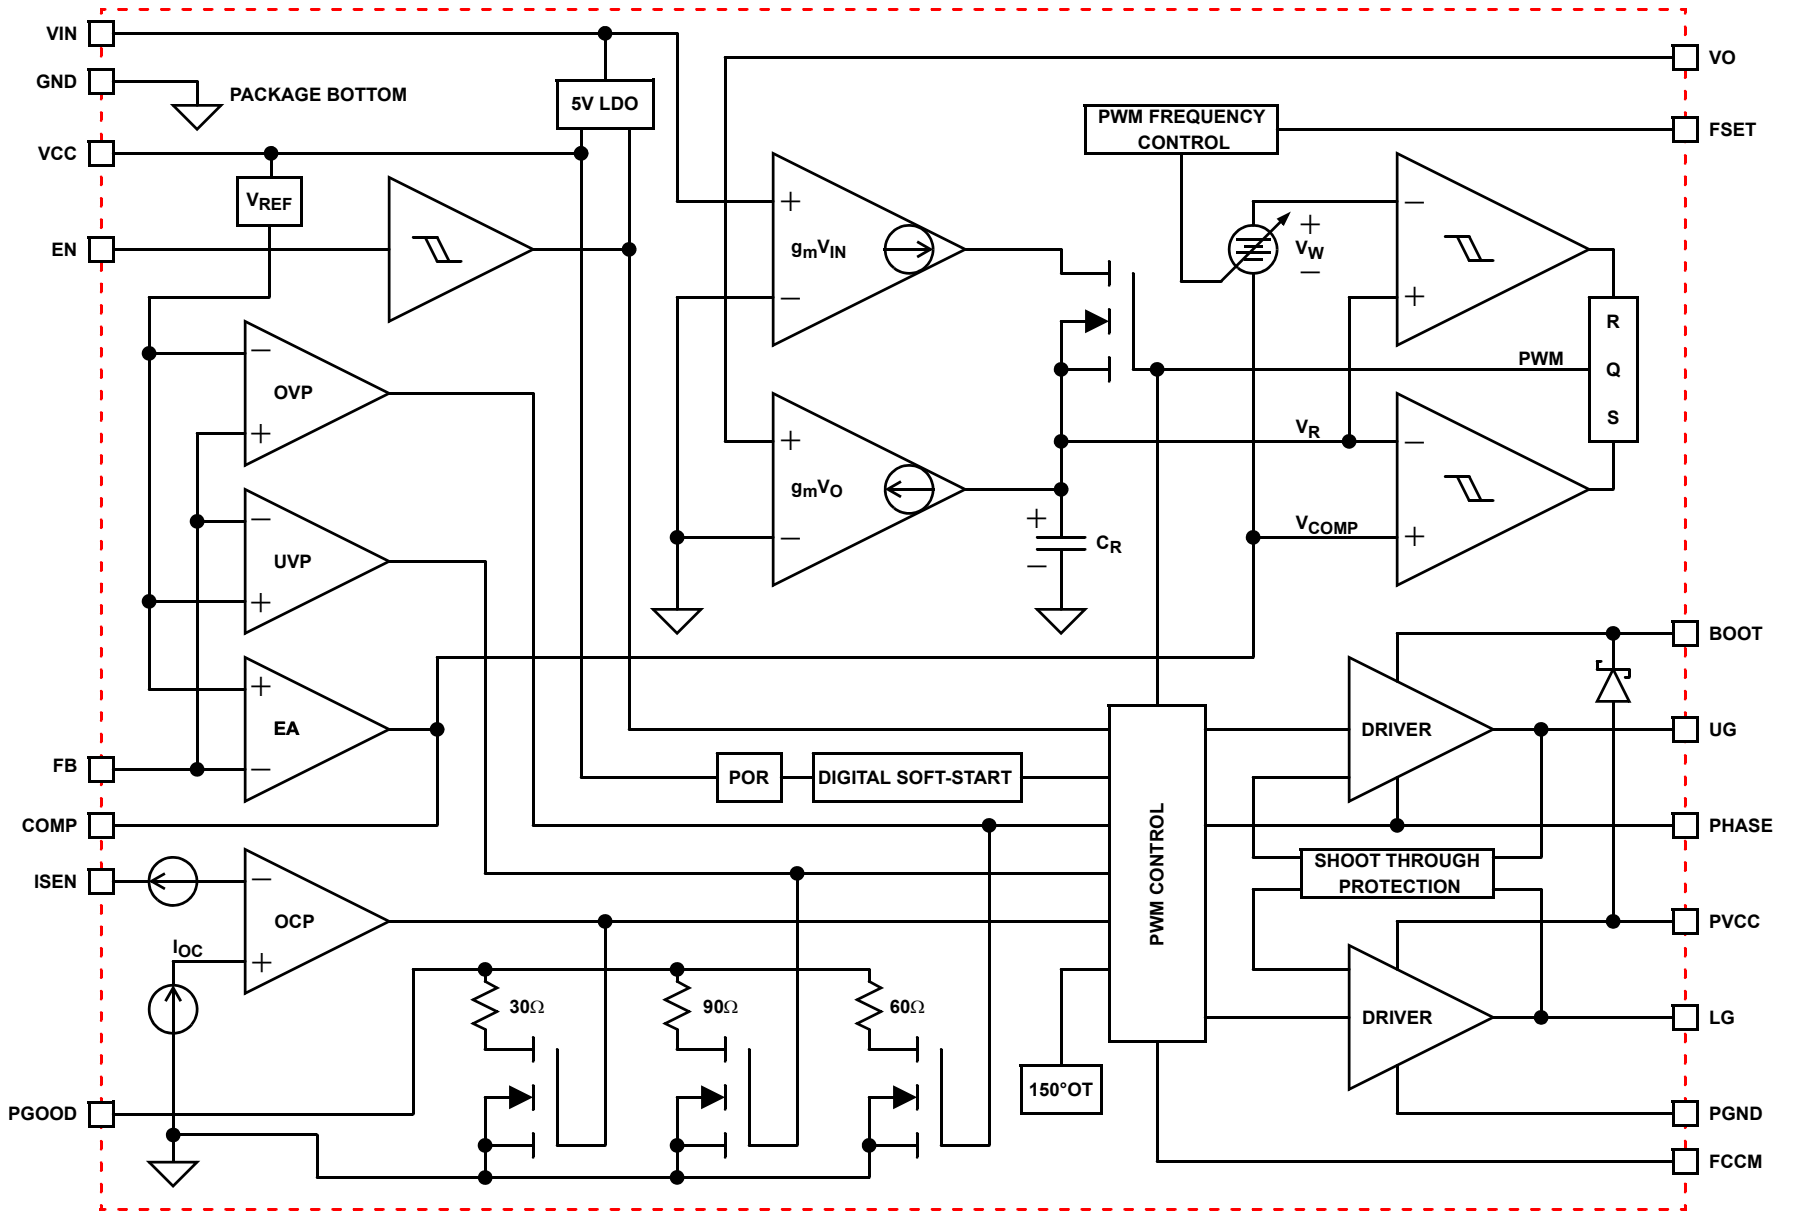 VIN
VO
GND
PACKAGE BOTTOM
5V LDO
PWM FREQUENCY
CONTROL
FSET
VCC
VREF
EN
+
gmVIN
−
+
VW
−
−
+
R
Q
S
PWM
−
OVP
+
+
gmVO
−
VR
−
VCOMP
+
+
CR
−
−
UVP
+
+
EA
−
FB
COMP
BOOT
DRIVER
UG
POR
DIGITAL SOFT-START
PWM CONTROL
PHASE
SHOOT THROUGH
PROTECTION
ISEN
−
OCP
+
IOC
PVCC
30Ω
90Ω
60Ω
DRIVER
LG
150°OT
PGOOD
PGND
FCCM